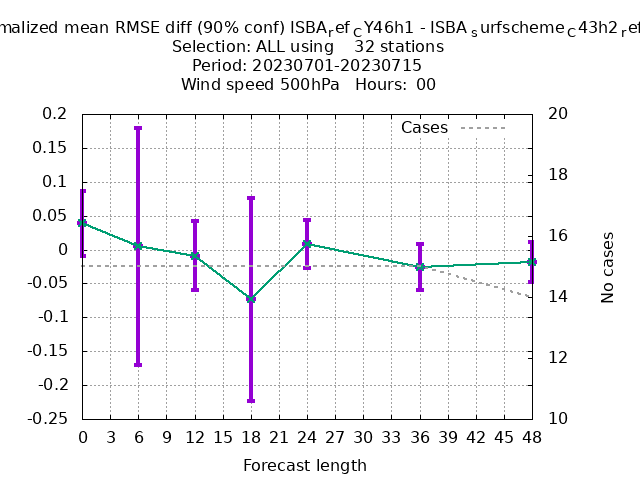 malized mean RMSE diff (90% conf) ISBArefCY46h1 - ISBAsurfschemeC43h2ref
Selection: ALL using 32 stations
Period: 20230701-20230715
Wind speed 500hPa Hours: 00
Cases
0.2
0.15
0.1
0.05
0
-0.05
-0.1
-0.15
-0.2
-0.25
20
18
16
14
12
10
No cases
0 3 6 9 12 15 18 21 24 27 30 33 36 39 42 45 48
Forecast length